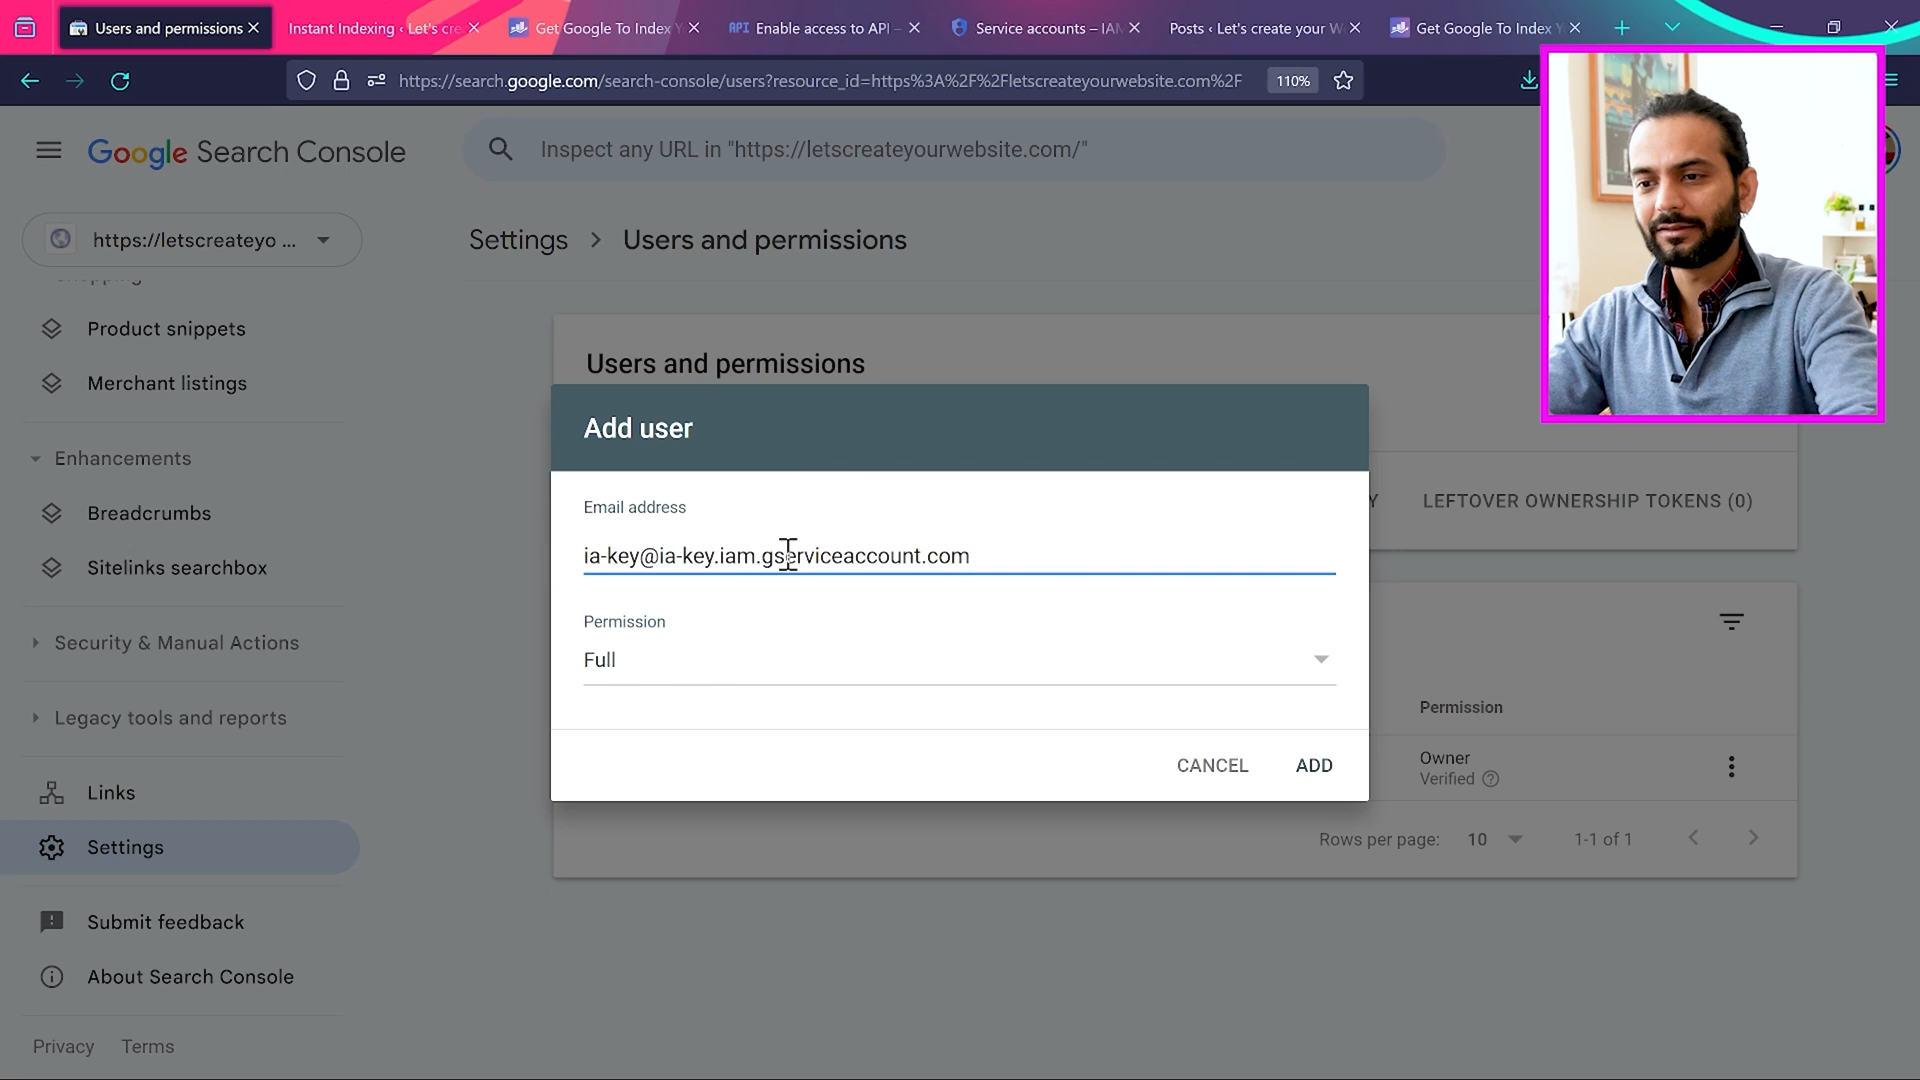 Users and permissions
Instant Indexing ‹ Let's cre
Get Google To Index Y
API Enable access to API –
Service accounts – IAM
Posts ‹ Let's create your W
Get Google To Index Y
https://search.google.com/search-console/users?resource_id=https%3A%2F%2Fletscreateyourwebsite.com%2F
110%
Google Search Console
Inspect any URL in "https://letscreateyourwebsite.com/"
https://letscreateyo ...
Settings > Users and permissions
Shopping
Product snippets
Merchant listings
Enhancements
Breadcrumbs
Sitelinks searchbox
Security & Manual Actions
Legacy tools and reports
Links
Settings
Submit feedback
About Search Console
Privacy Terms
Users and permissions
Y
LEFTOVER OWNERSHIP TOKENS (0)
Add user
Email address
ia-key@ia-key.iam.gserviceaccount.com
Permission
Full
CANCEL ADD
Permission
Owner
Verified
Rows per page: 10 1-1 of 1